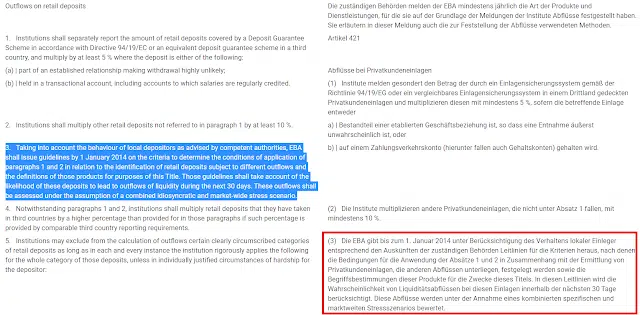 Outflows on retail deposits
1. Institutions shall separately report the amount of retail deposits covered by a Deposit Guarantee
Scheme in accordance with Directive 94/19/EC or an equivalent deposit guarantee scheme in a third
country, and multiply by at least 5 % where the deposit is either of the following:
(a) | part of an established relationship making withdrawal highly unlikely;
(b) | held in a transactional account, including accounts to which salaries are regularly credited.
2. Institutions shall multiply other retail deposits not referred to in paragraph 1 by at least 10 %.
3. Taking into account the behaviour of local depositors as advised by competent authorities, EBA
shall issue guidelines by 1 January 2014 on the criteria to determine the conditions of application of
paragraphs 1 and 2 in relation to the identification of retail deposits subject to different outflows and
the definitions of those products for purposes of this Title. Those guidelines shall take account of the
likelihood of these deposits to lead to outflows of liquidity during the next 30 days. These outflows shall
be assessed under the assumption of a combined idiosyncratic and market-wide stress scenario.
4. Notwithstanding paragraphs 1 and 2, institutions shall multiply retail deposits that they have taken
in third countries by a higher percentage than provided for in those paragraphs if such percentage is
provided by comparable third country reporting requirements.
5. Institutions may exclude from the calculation of outflows certain clearly circumscribed categories
of retail deposits as long as in each and every instance the institution rigorously applies the following
for the whole category of those deposits, unless in individually justified circumstances of hardship for
the depositor:
Die zuständigen Behörden melden der EBA mindestens jährlich die Art der Produkte und
Dienstleistungen, für die sie auf der Grundlage der Meldungen der Institute Abflüsse festgestellt haben.
Sie erläutern in dieser Meldung auch die zur Feststellung der Abflüsse verwendeten Methoden.
Artikel 421
Abflüsse bei Privatkundeneinlagen
(1) Institute melden gesondert den Betrag der durch ein Einlagensicherungssystem gemäß der
Richtlinie 94/19/EG oder ein vergleichbares Einlagensicherungssystem in einem Drittland gedeckten
Privatkundeneinlagen und multiplizieren diesen mit mindestens 5 %, sofern die betreffende Einlage
entweder
a) | Bestandteil einer etablierten Geschäftsbeziehung ist, so dass eine Entnahme äußerst
unwahrscheinlich ist, oder
b) | auf einem Zahlungsverkehrskonto (hierunter fallen auch Gehaltskonten) gehalten wird.
(2) Die Institute multiplizieren andere Privatkundeneinlagen, die nicht unter Absatz 1 fallen, mit
mindestens 10 %.
(3) Die EBA gibt bis zum 1. Januar 2014 unter Berücksichtigung des Verhaltens lokaler Einleger
entsprechend den Auskünften der zuständigen Behörden Leitlinien für die Kriterien heraus, nach denen
die Bedingungen für die Anwendung der Absätze 1 und 2 in Zusammenhang mit der Ermittlung von
Privatkundeneinlagen, die anderen Abflüssen unterliegen, festgelegt werden sowie die
Begriffsbestimmungen dieser Produkte für die Zwecke dieses Titels. In diesen Leitlinien wird die
Wahrscheinlichkeit von Liquiditätsabflüssen bei diesen Einlagen innerhalb der nächsten 30 Tage
berücksichtigt. Diese Abflüsse werden unter der Annahme eines kombinierten spezifischen und
marktweiten Stressszenarios bewertet.